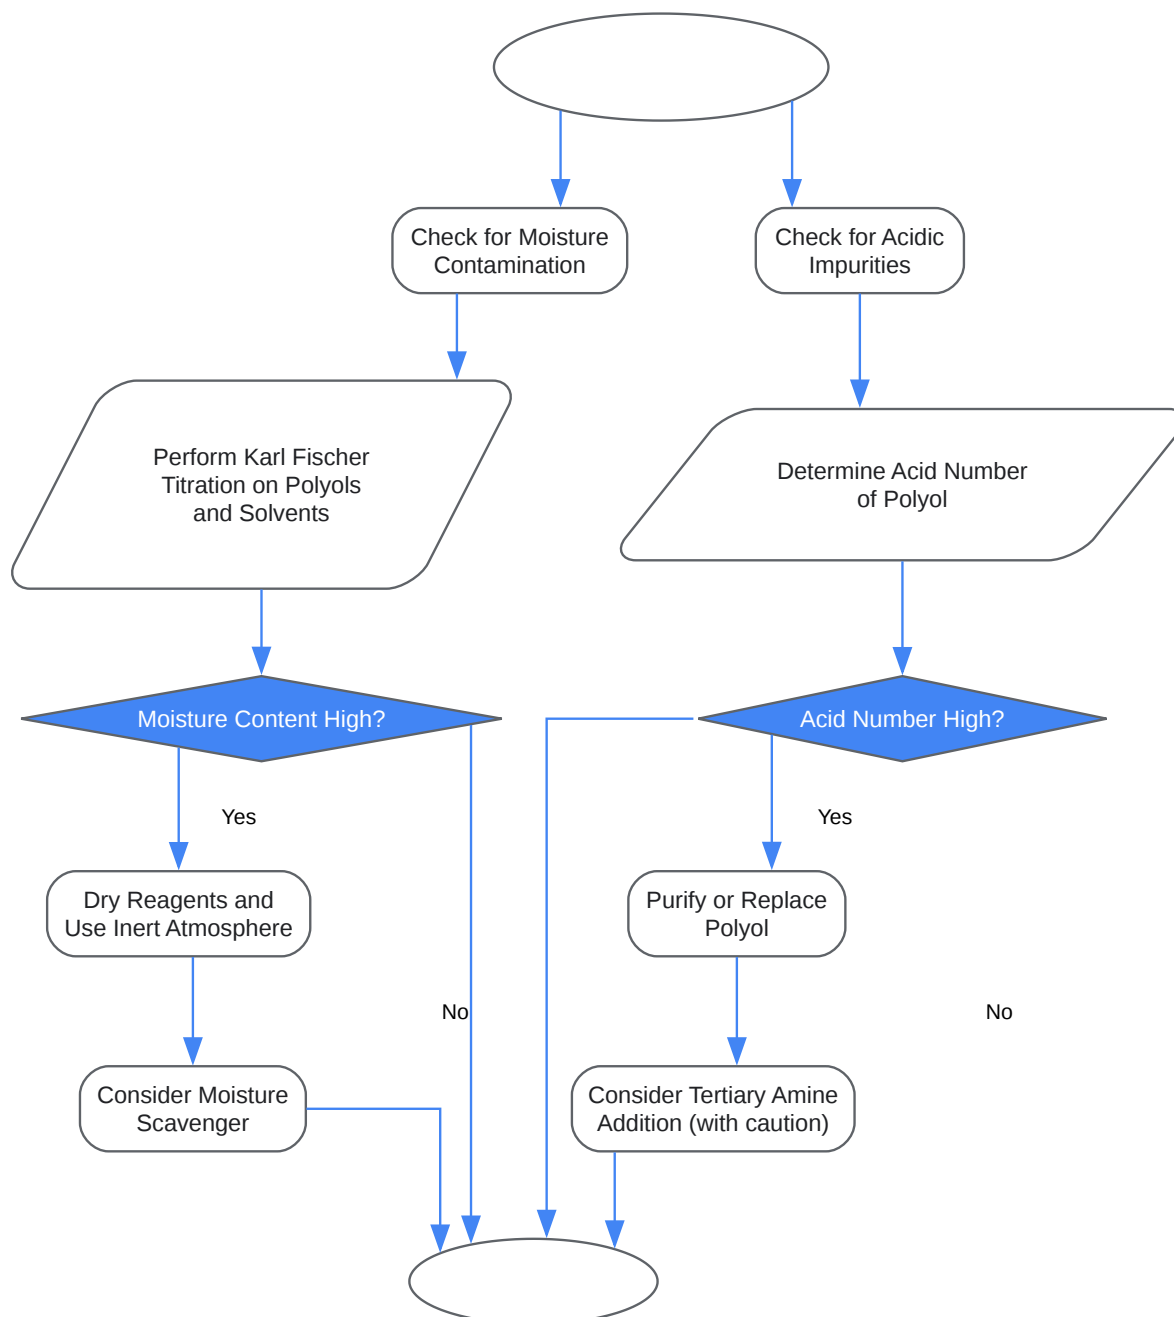 Check for Moisture
Contamination
Check for Acidic
Impurities
Perform Karl Fischer
Titration on Polyols
and Solvents
Determine Acid Number
of Polyol
Moisture Content High?
Acid Number High?
Yes
Yes
Dry Reagents and
Use Inert Atmosphere
Purify or Replace
Polyol
No
No
Consider Moisture
Scavenger
Consider Tertiary Amine
Addition (with caution)